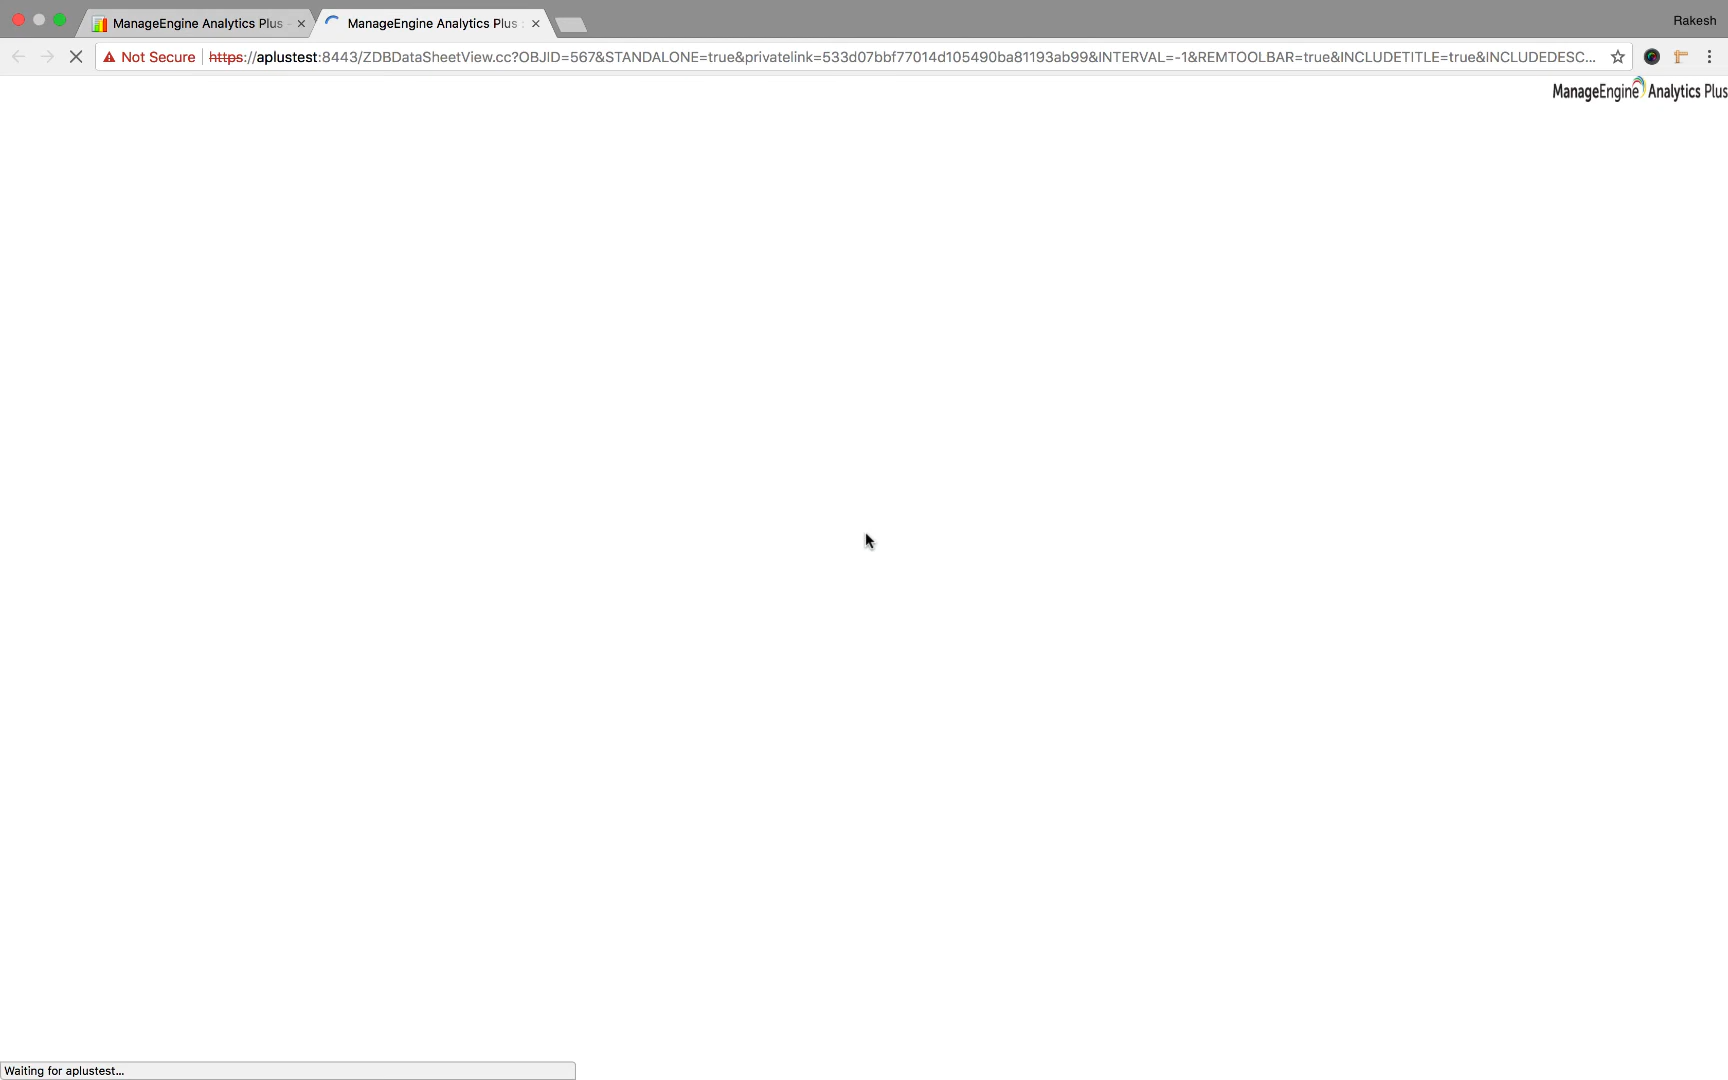 ManageEngine Analytics Plus
ManageEngine Analytics Plus
Rakesh
Not Secure
https://aplustest:8443/ZDBDataSheetView.cc?OBJID=567&STANDALONE=true&privatelink=533d07bbf77014d105490ba81193ab99&INTERVAL=-1&REMTOOLBAR=true&INCLUDETITLE=true&INCLUDEDESC...
ManageEngine Analytics Plus
Waiting for aplustest...